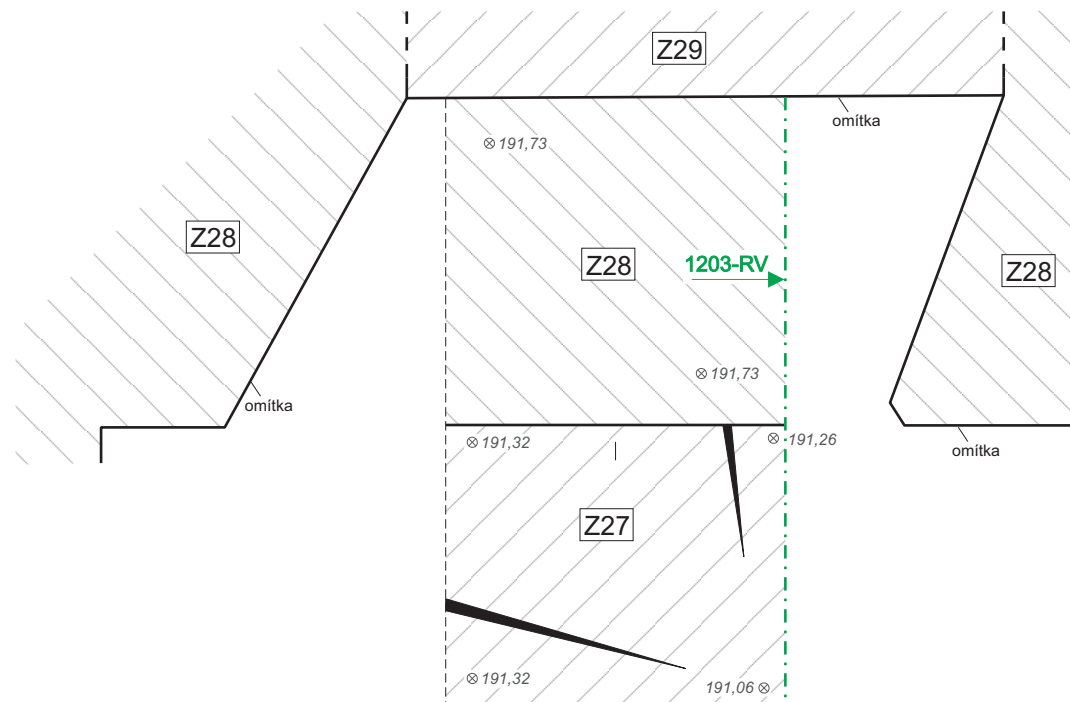 Z29
omítka
191,73
Z28
Z28
1203-RV
Z28
191,73
omítka
191,32
191,26
omítka
Z27
191,32
191,06